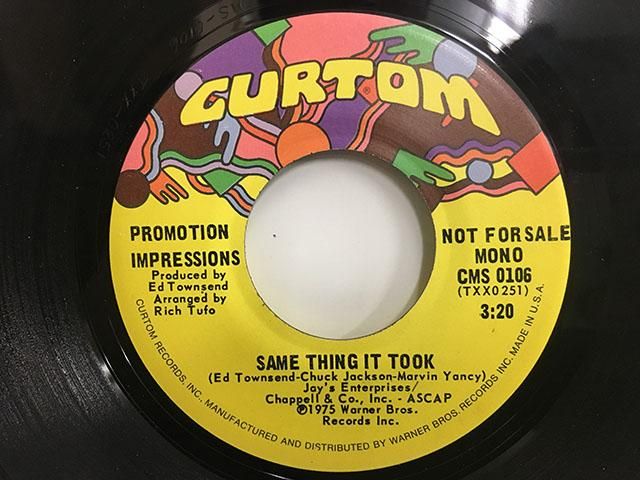 CURTOM®
PROMOTION
NOT FOR SALE
IMPRESSIONS
MONO
Produced by
Ed Townsend
CMS 0106
(TXX0251)
Arranged by
Rich Tufo
3:20
SAME THING IT TOOK
(Ed Townsend-Chuck Jackson-Marvin Yancy)
Jay's Enterprises/
Chappell & Co., Inc. - ASCAP
℗1975 Warner Bros.
Records Inc.
CURTOM RECORDS, INC. MANUFACTURED AND DISTRIBUTED BY WARNER BROS. RECORDS INC. MADE IN U.S.A.